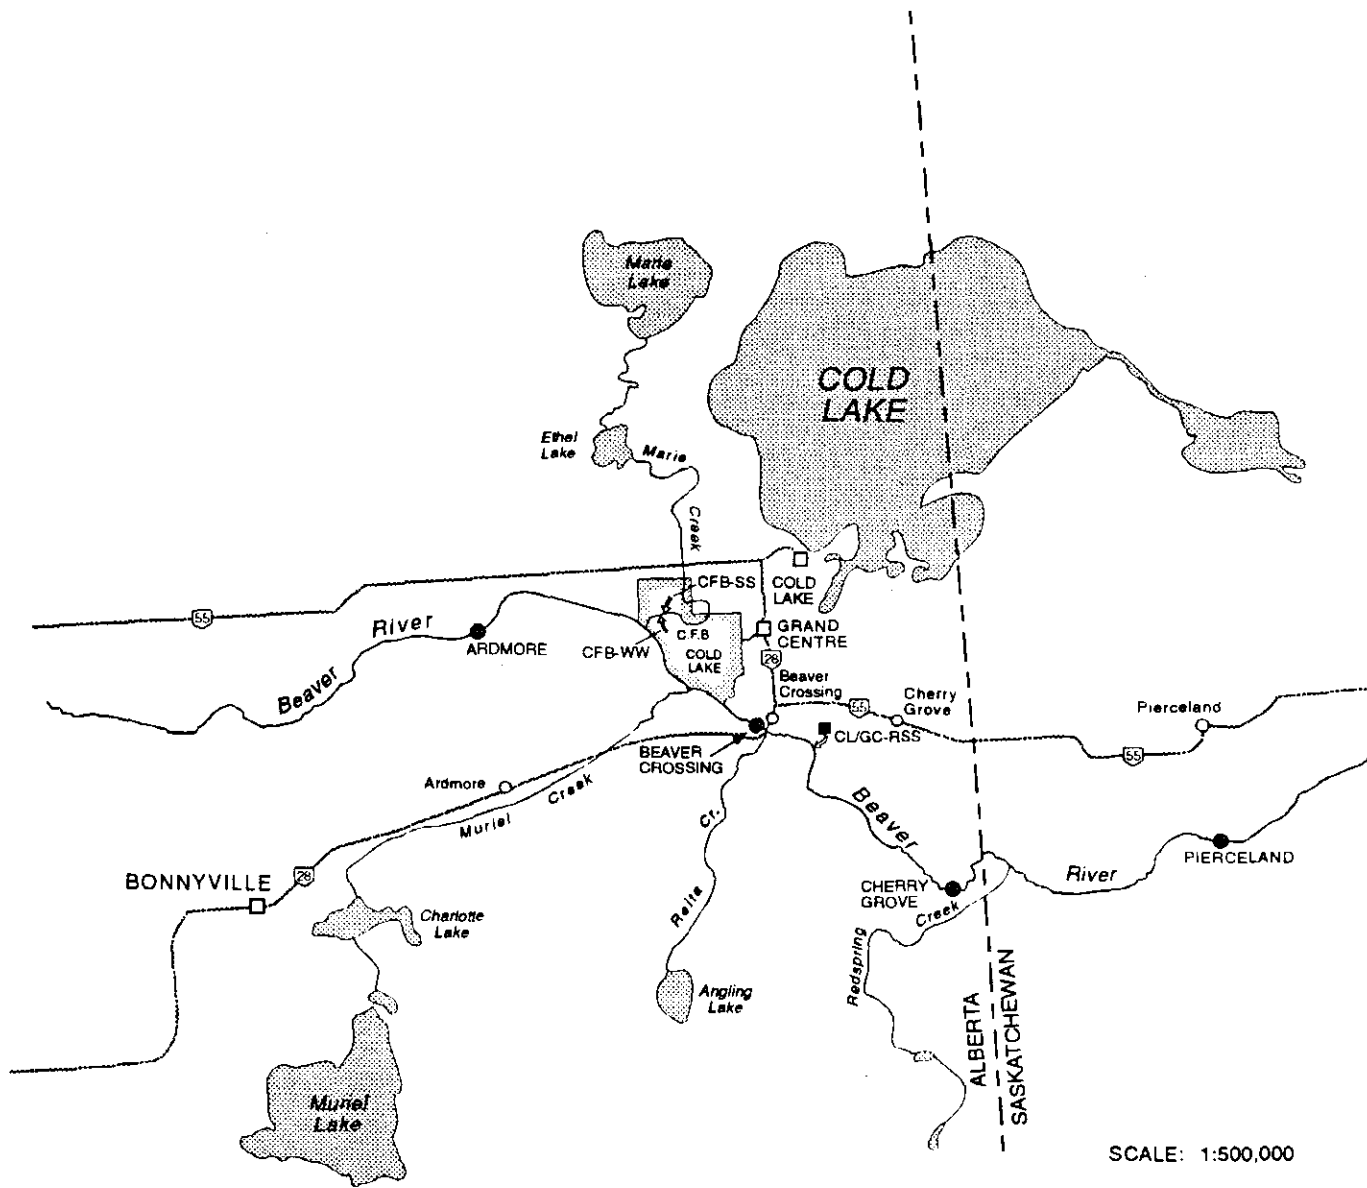 Marie
Lake
COLD
LAKE
Ethel
Lake
Marie
Creek
CFB-SS
COLD
LAKE
55
River
ARDMORE
GRAND
CENTRE
C.F.B
COLD
LAKE
CFB-WW
28
Beaver
Beaver
Crossing
55
Cherry
Grove
Pierceland
CL/GC-RSS
BEAVER
CROSSING
55
Ardmore
Creek
Muriel
Cr.
Beaver
PIERCELAND
28
BONNYVILLE
River
CHERRY
GROVE
Creek
Reita
Charlotte
Lake
Redspring
Angling
Lake
ALBERTA
SASKATCHEWAN
Muriel
Lake
SCALE: 1:500,000